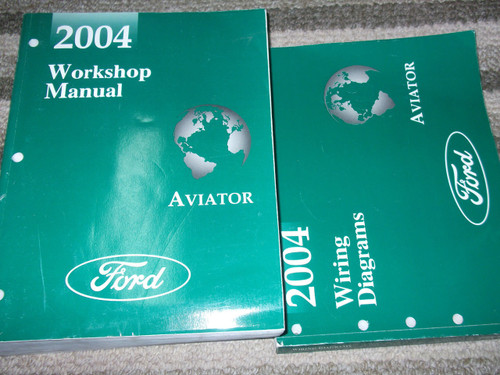 2004
Workshop
Manual
AVIATOR
Ford
2004
Wiring
Diagrams
AVIATOR
Ford